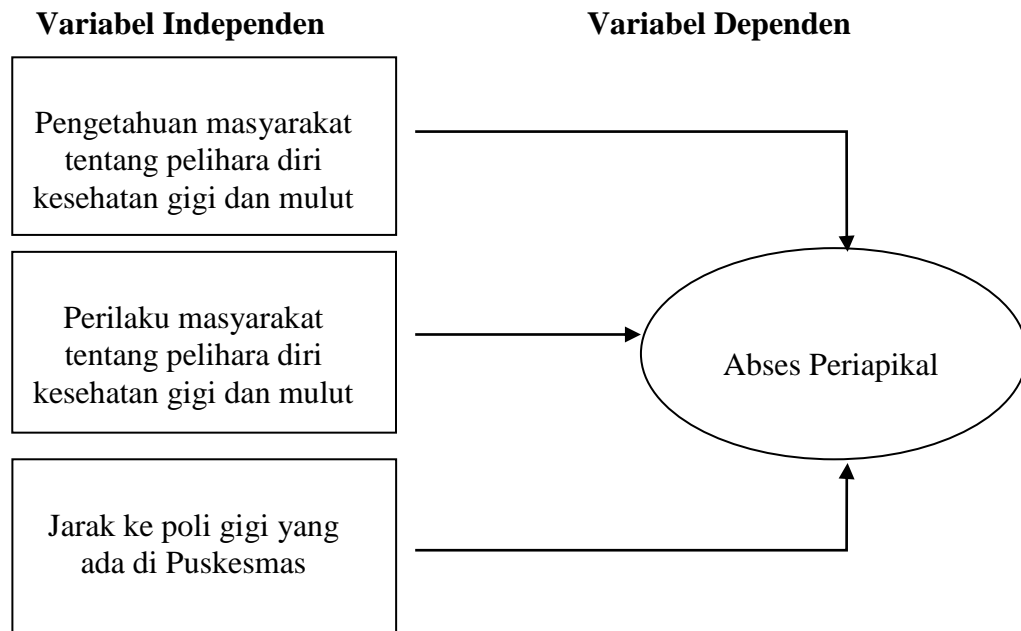 Variabel Independen
Variabel Dependen
Pengetahuan masyarakat
tentang pelihara diri
kesehatan gigi dan mulut
Perilaku masyarakat
tentang pelihara diri
kesehatan gigi dan mulut
Abses Periapikal
Jarak ke poli gigi yang
ada di Puskesmas